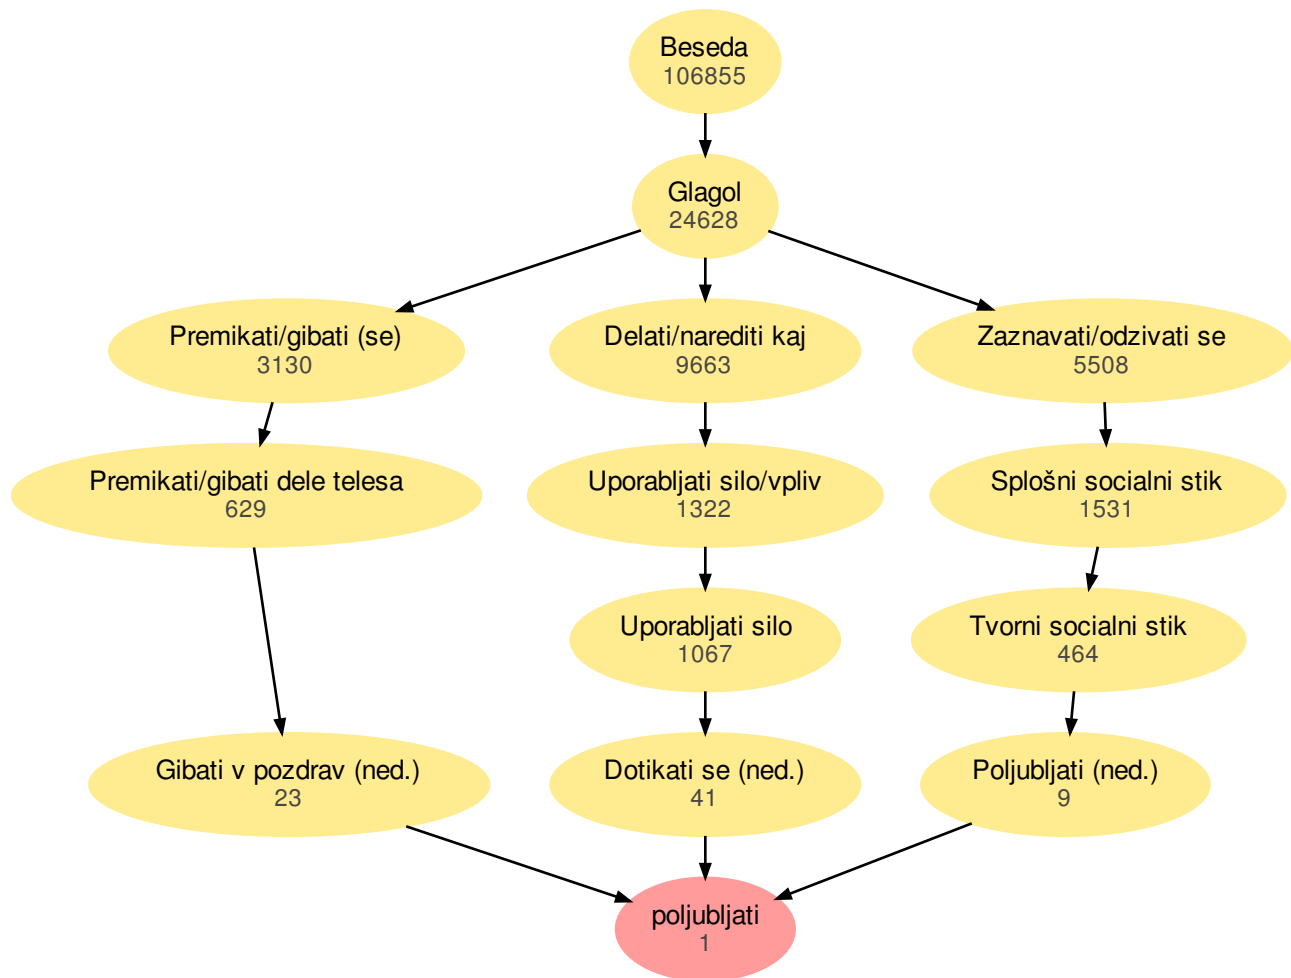 Beseda
106855
Glagol
24628
Premikati/gibati (se)
3130
Delati/narediti kaj
9663
Zaznavati/odzivati se
5508
Premikati/gibati dele telesa
629
Uporabljati silo/vpliv
1322
Splošni socialni stik
1531
Uporabljati silo
1067
Tvorni socialni stik
464
Gibati v pozdrav (ned.)
23
Dotikati se (ned.)
41
Poljubljati (ned.)
9
poljubljati
1